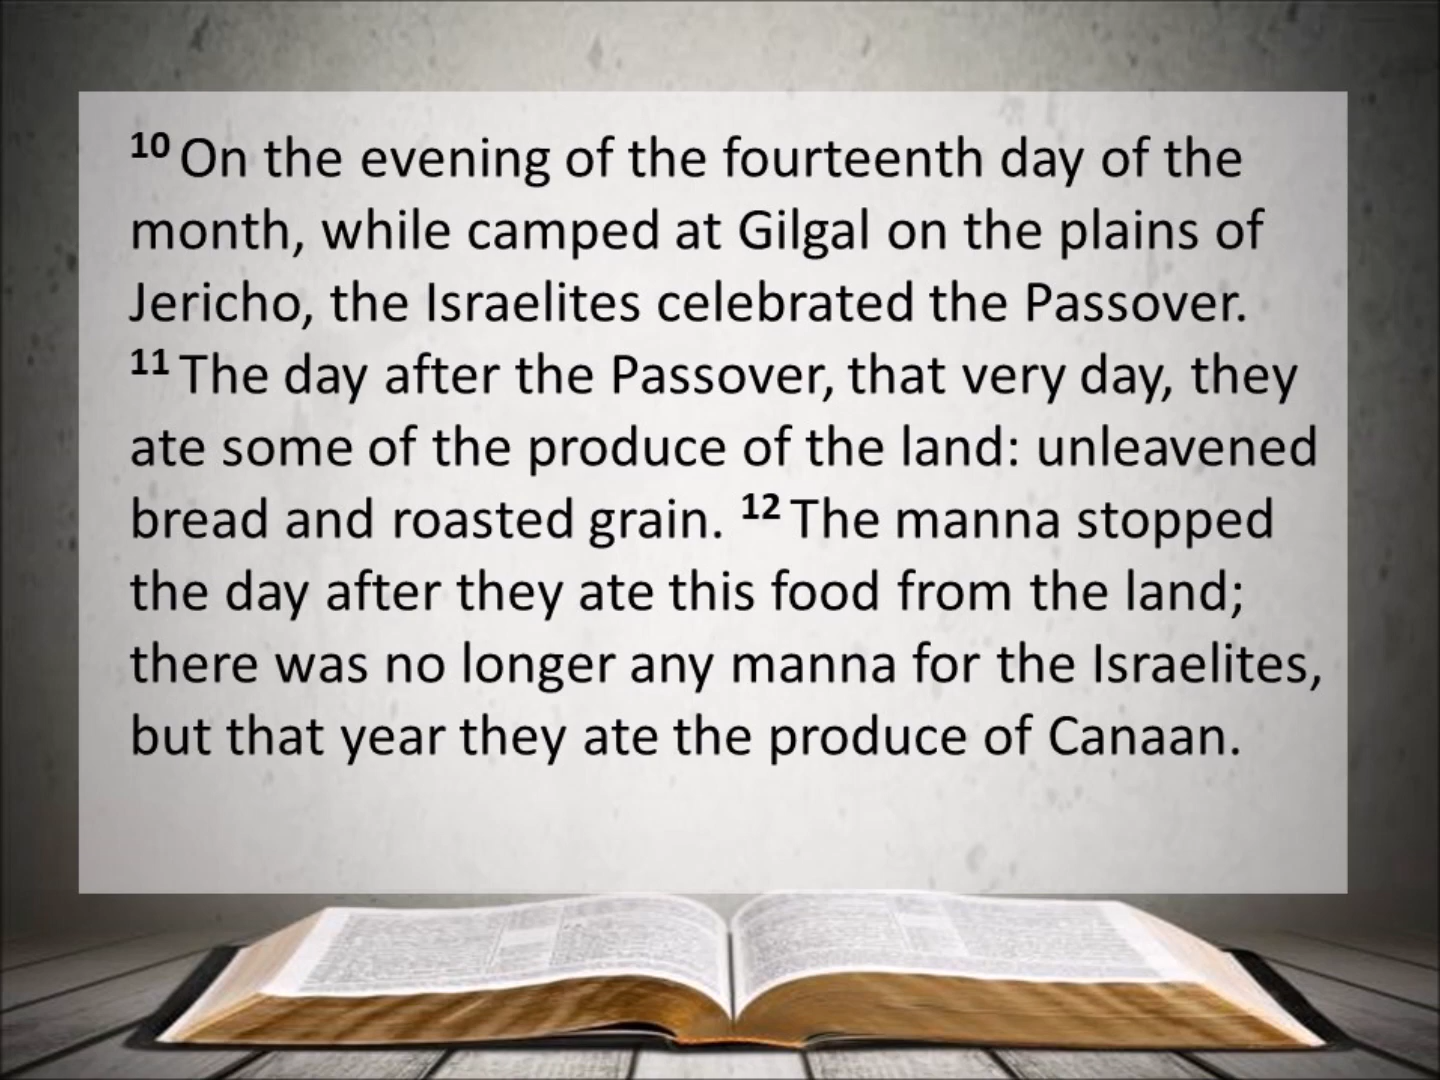 10 On the evening of the fourteenth day of the
month, while camped at Gilgal on the plains of
Jericho, the Israelites celebrated the Passover.
11 The day after the Passover, that very day, they
ate some of the produce of the land: unleavened
bread and roasted grain. 12 The manna stopped
the day after they ate this food from the land;
there was no longer any manna for the Israelites,
but that year they ate the produce of Canaan.